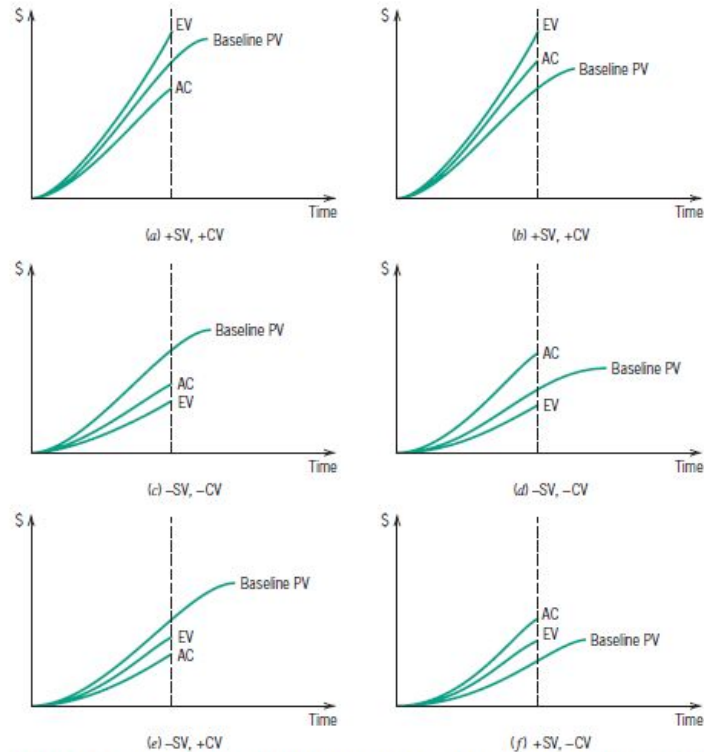 $
EV
Baseline PV
AC
Time
(a) +SV, +CV
$
EV
AC
Baseline PV
Time
(b) +SV, +CV
$
Baseline PV
AC
EV
Time
(c) –SV, –CV
$
AC
Baseline PV
EV
Time
(d) –SV, –CV
$
Baseline PV
EV
AC
Time
(e) –SV, +CV
$
AC
EV
Baseline PV
Time
(f) +SV, –CV